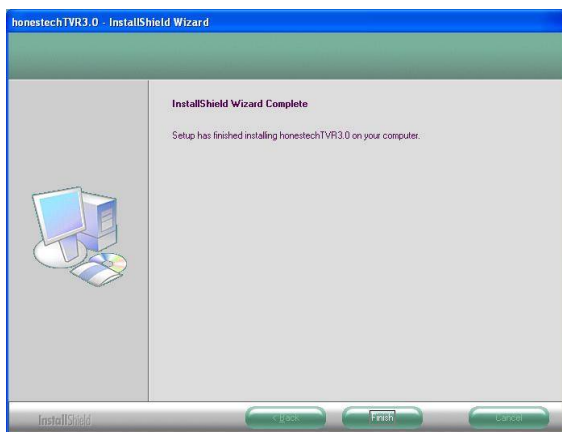 honestechTVR3.0 - InstallShield Wizard
InstallShield Wizard Complete
Setup has finished installing honestechTVR3.0 on your computer.
InstallShield
< Back
Finish
Cancel